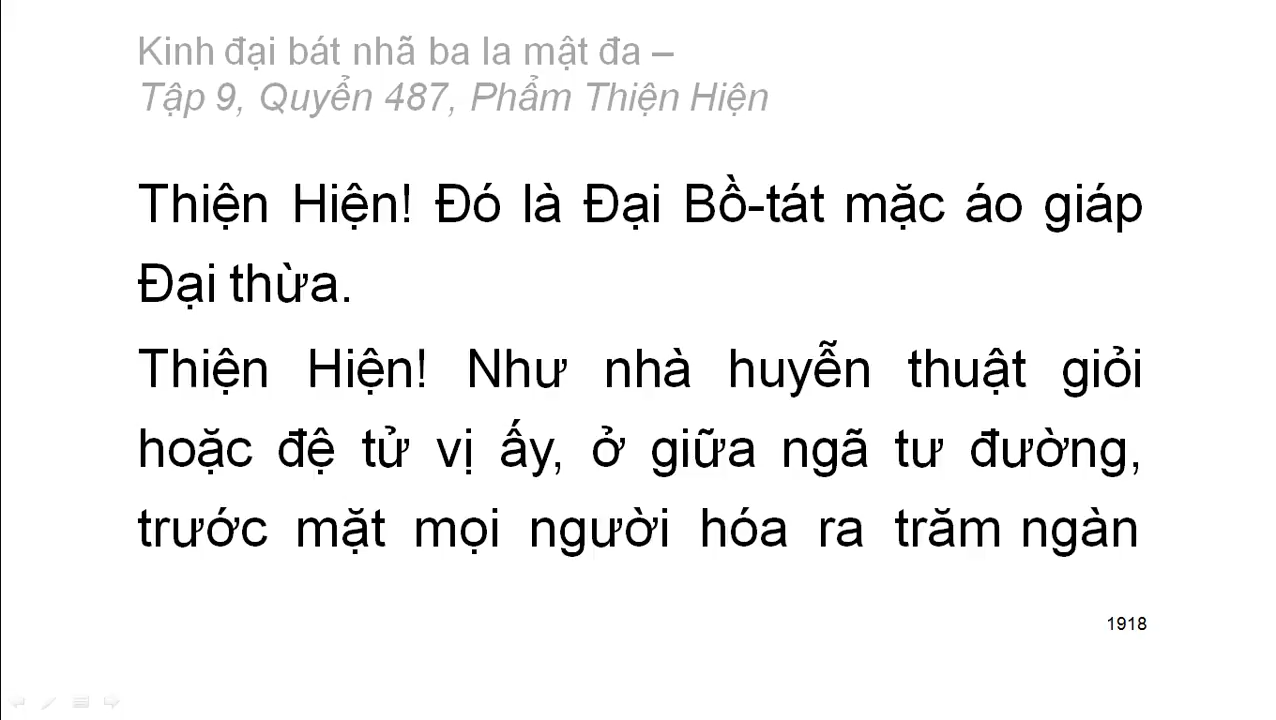 Kinh đại bát nhã ba la mật đa –
Tập 9, Quyển 487, Phẩm Thiện Hiện
Thiện Hiện! Đó là Đại Bồ-tát mặc áo giáp
Đại thừa.
Thiện Hiện! Như nhà huyễn thuật giỏi
hoặc đệ tử vị ấy, ở giữa ngã tư đường,
trước mặt mọi người hóa ra trăm ngàn
1918